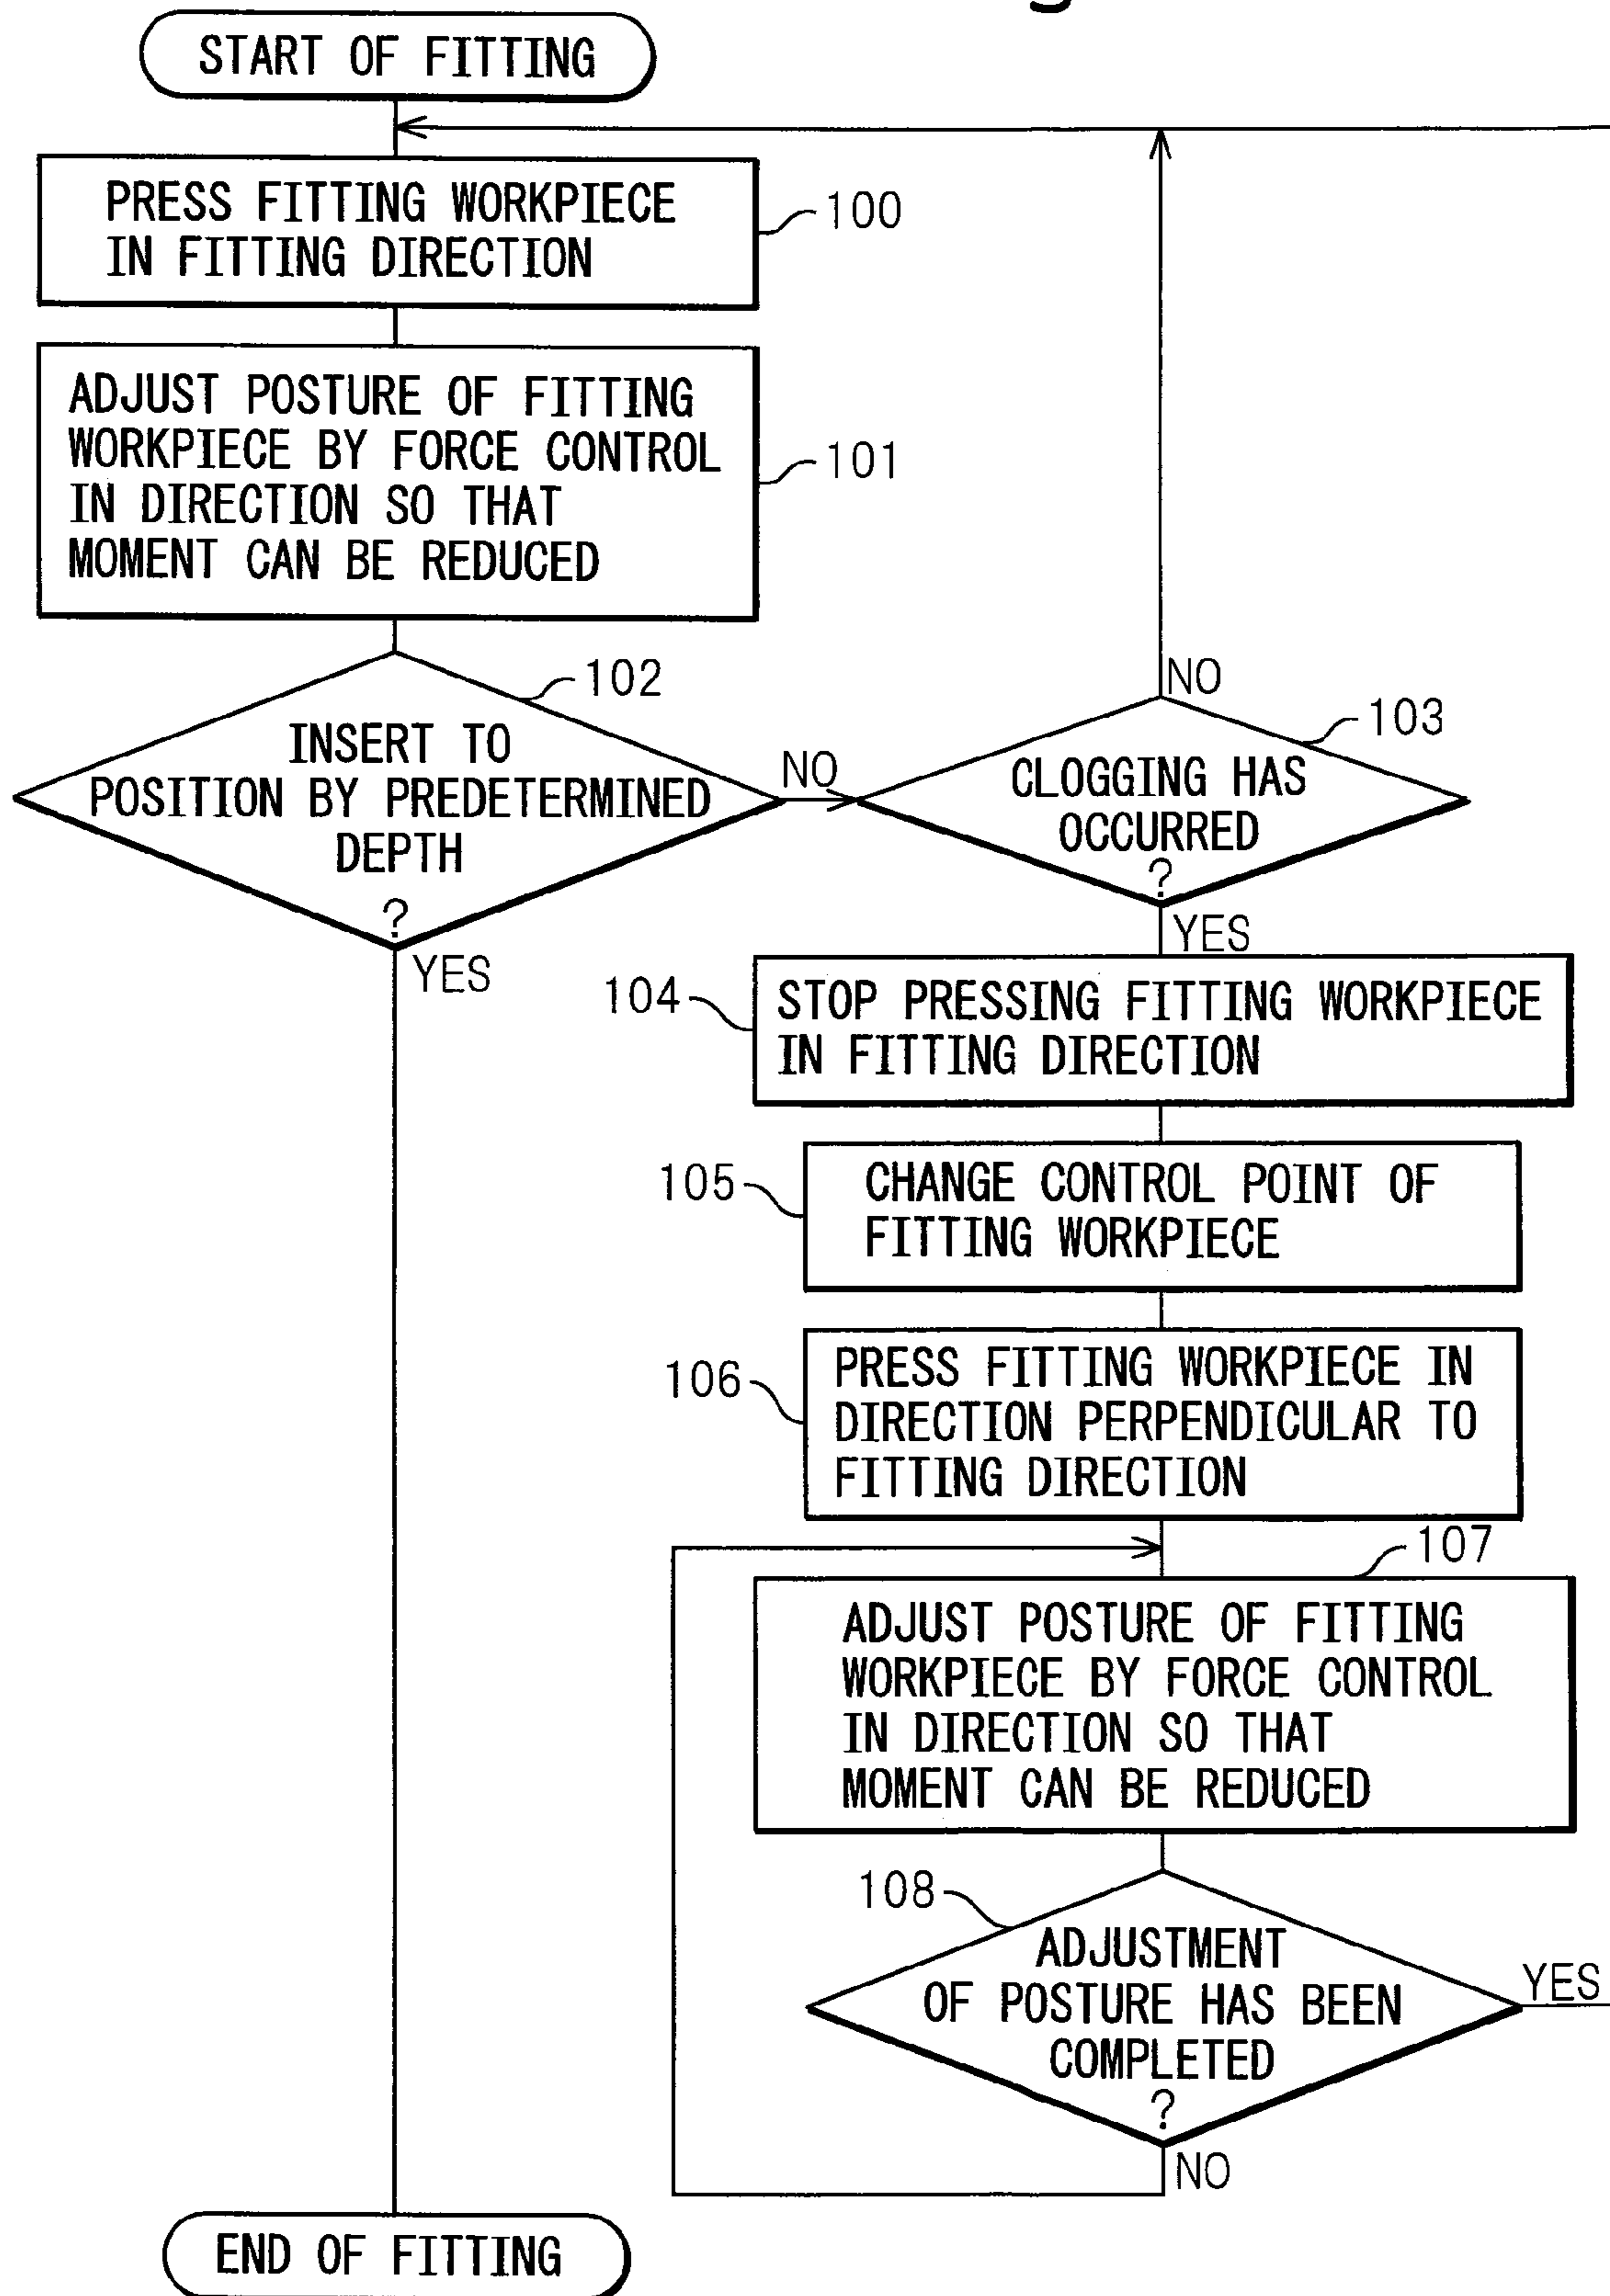 START OF FITTING
PRESS FITTING WORKPIECE
IN FITTING DIRECTION
100
ADJUST POSTURE OF FITTING
WORKPIECE BY FORCE CONTROL
IN DIRECTION SO THAT
MOMENT CAN BE REDUCED
101
102
INSERT TO
POSITION BY PREDETERMINED
DEPTH
?
NO
YES
NO
103
CLOGGING HAS
OCCURRED
?
YES
104
STOP PRESSING FITTING WORKPIECE
IN FITTING DIRECTION
105
CHANGE CONTROL POINT OF
FITTING WORKPIECE
106
PRESS FITTING WORKPIECE IN
DIRECTION PERPENDICULAR TO
FITTING DIRECTION
107
ADJUST POSTURE OF FITTING
WORKPIECE BY FORCE CONTROL
IN DIRECTION SO THAT
MOMENT CAN BE REDUCED
108
ADJUSTMENT
OF POSTURE HAS BEEN
COMPLETED
?
YES
NO
END OF FITTING